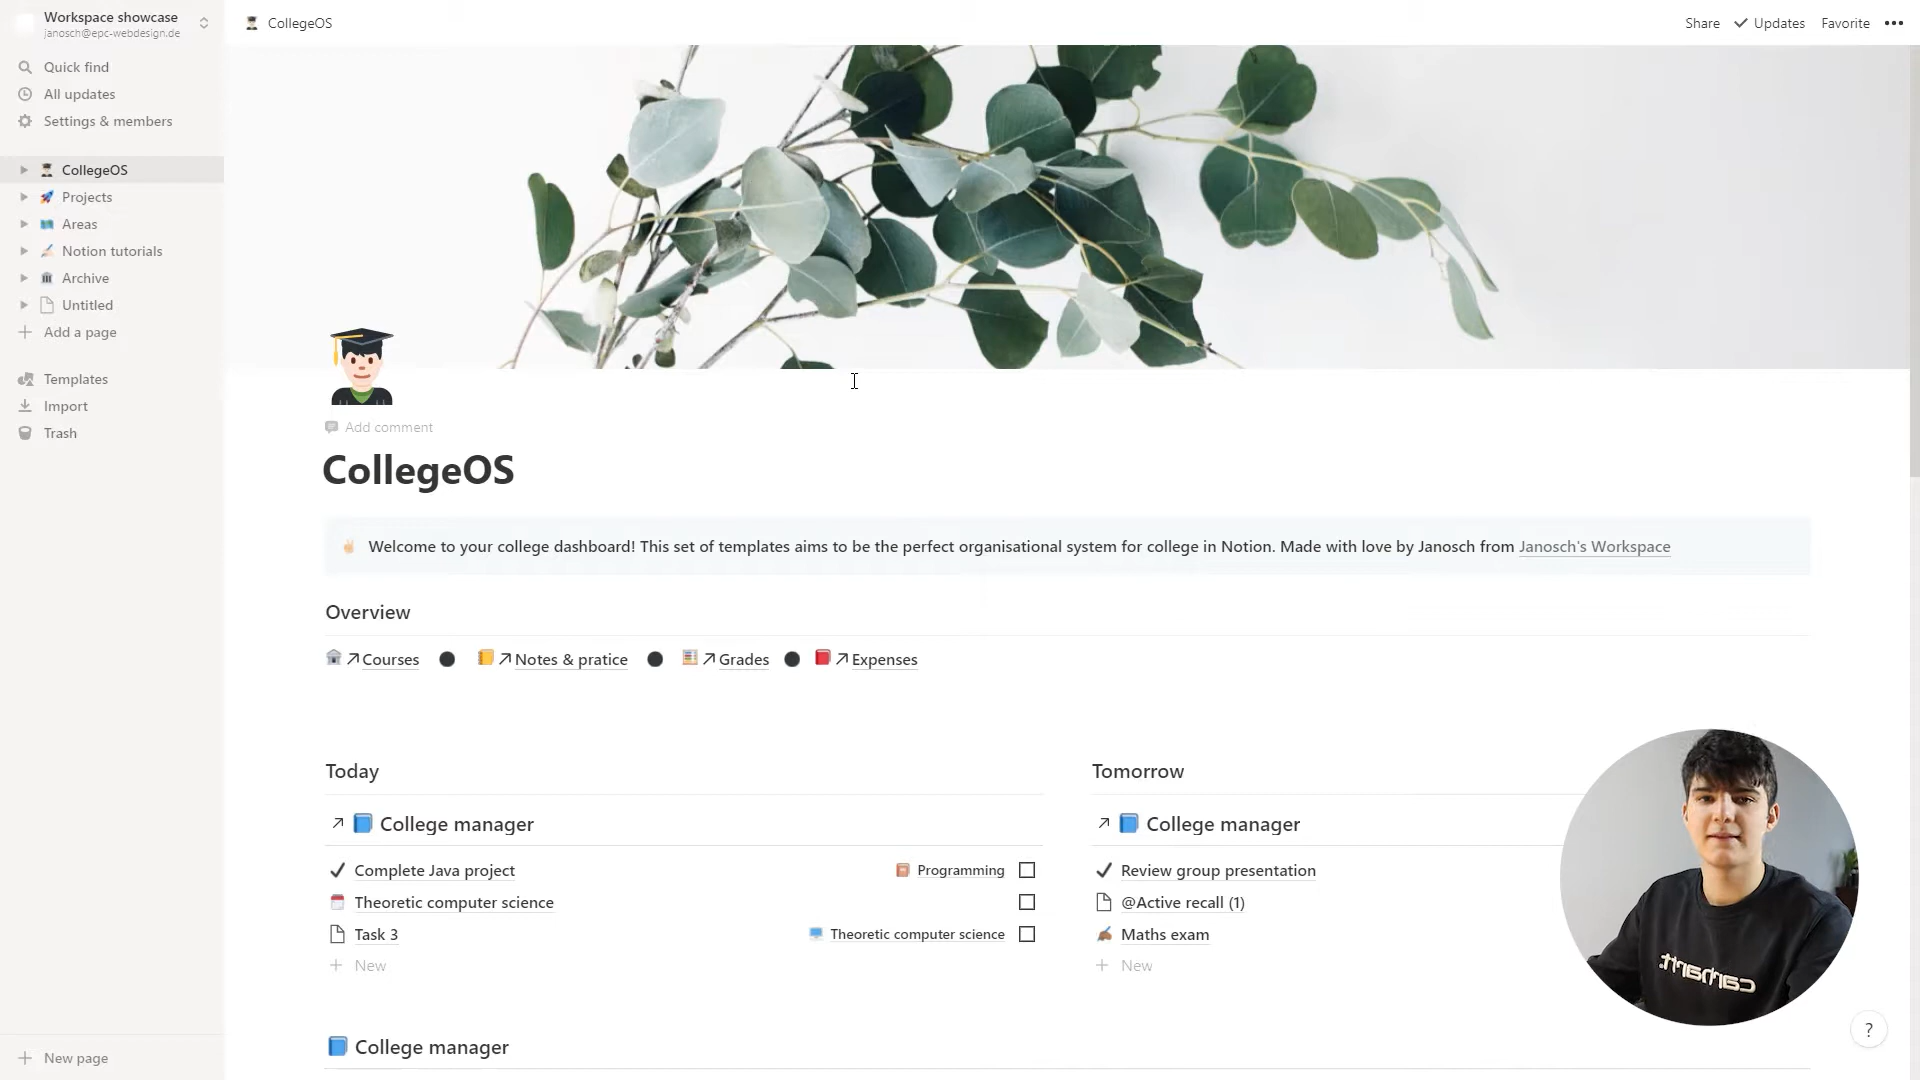 Workspace showcase
janosch@epc-webdesign.de
Quick find
All updates
Settings & members
CollegeOS
Projects
Areas
Notion tutorials
Archive
Untitled
Add a page
Templates
Import
Trash
New page
CollegeOS
Share
Updates
Favorite
Add comment
CollegeOS
Welcome to your college dashboard! This set of templates aims to be the perfect organisational system for college in Notion. Made with love by Janosch from Janosch's Workspace
Overview
Courses
Notes & pratice
Grades
Expenses
Today
College manager
Complete Java project Programming
Theoretic computer science
Task 3 Theoretic computer science
New
Tomorrow
College manager
Review group presentation
@Active recall (1)
Maths exam
New
College manager
?